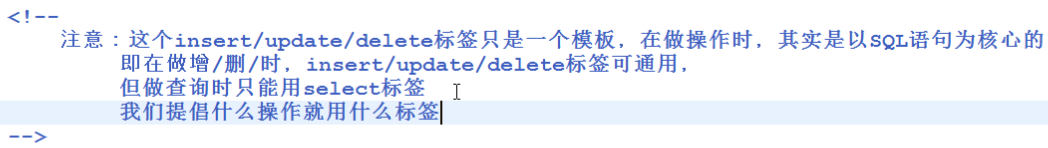 <!--
注意：这个insert/update/delete标签只是一个模板，在做操作时，其实是以SQL语句为核心的
即在做增/删/时，insert/update/delete标签可通用，
但做查询时只能用select标签
我们提倡什么操作就用什么标签
-->